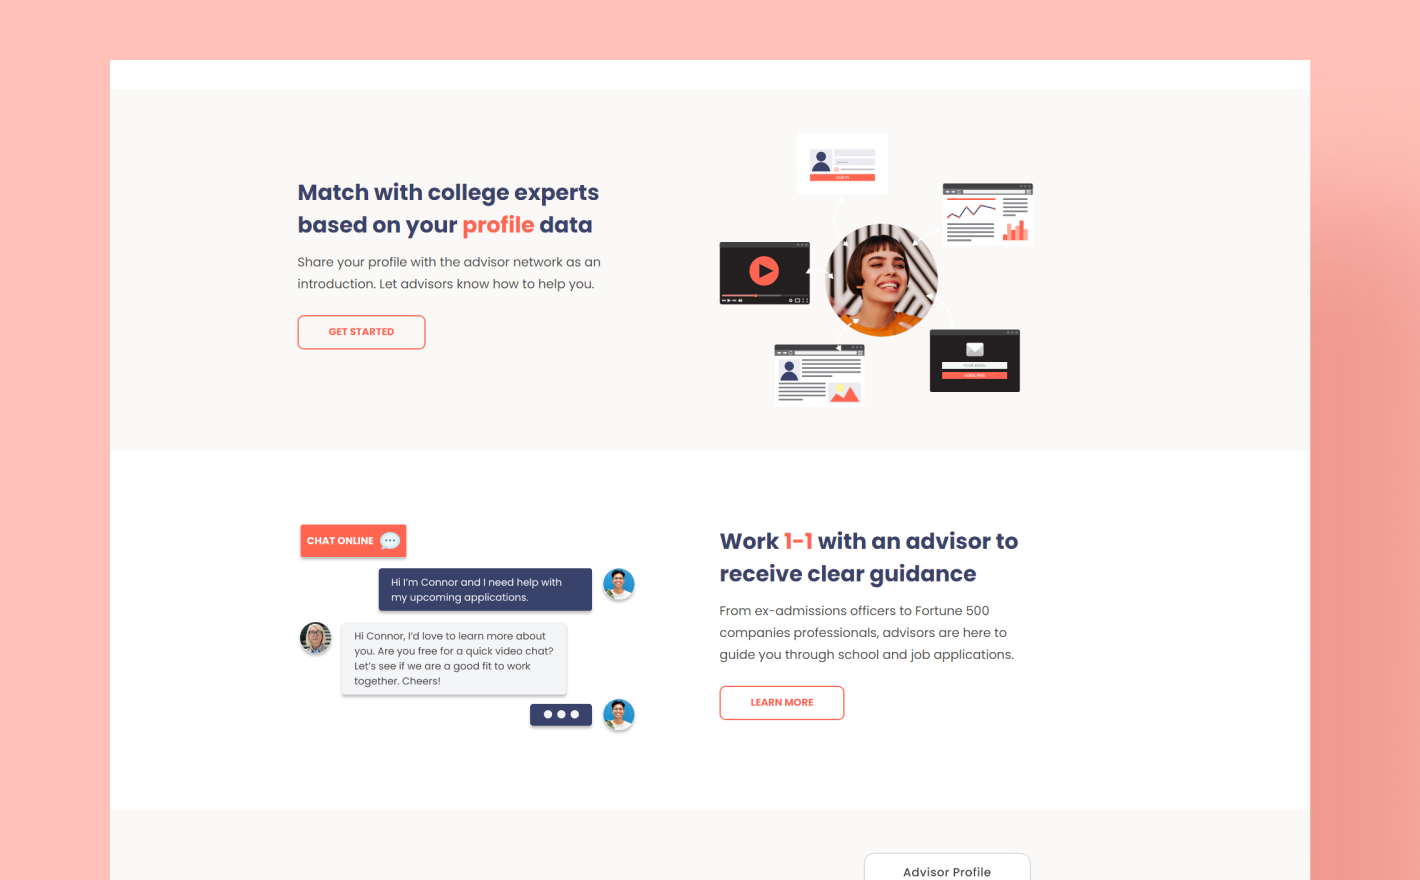 Match with college experts
based on your profile data
Share your profile with the advisor network as an
introduction. Let advisors know how to help you.
GET STARTED
SIGN IN
YOUR EMAIL
SUBSCRIBE
CHAT ONLINE
Hi I'm Connor and I need help with
my upcoming applications.
Hi Connor, I'd love to learn more about
you. Are you free for a quick video chat?
Let's see if we are a good fit to work
together. Cheers!
Work 1-1 with an advisor to
receive clear guidance
From ex-admissions officers to Fortune 500
companies professionals, advisors are here to
guide you through school and job applications.
LEARN MORE
Advisor Profile